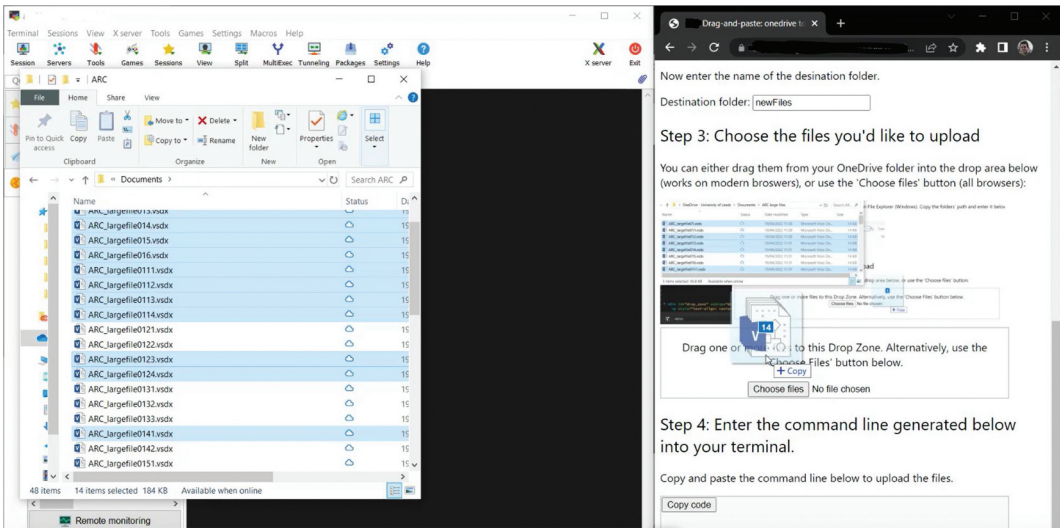 Terminal Sessions View X server Tools Games Settings Macros Help
Session Servers Tools Games Sessions View Split MultiExec Tunneling Packages Settings Help X server Exit
ARC
File Home Share View
Pin to Quick access Copy Paste
Move to Delete
Copy to Rename
New folder Properties Select
Clipboard Organize New Open
« Documents > Search ARC
Name Status
ARC_largefile013.vsdx
ARC_largefile014.vsdx
ARC_largefile015.vsdx
ARC_largefile016.vsdx
ARC_largefile0111.vsdx
ARC_largefile0112.vsdx
ARC_largefile0113.vsdx
ARC_largefile0114.vsdx
ARC_largefile0121.vsdx
ARC_largefile0122.vsdx
ARC_largefile0123.vsdx
ARC_largefile0124.vsdx
ARC_largefile0131.vsdx
ARC_largefile0132.vsdx
ARC_largefile0133.vsdx
ARC_largefile0141.vsdx
ARC_largefile0142.vsdx
ARC_largefile0151.vsdx
48 items 14 items selected 184 KB Available when online
Remote monitoring
Drag-and-paste: onedrive to
Now enter the name of the desination folder.
Destination folder: newFiles
Step 3: Choose the files you'd like to upload
You can either drag them from your OneDrive folder into the drop area below
(works on modern broswers), or use the 'Choose files' button (all browsers):
14
+ Copy
Drag one or more files to this Drop Zone. Alternatively, use the
'Choose Files' button below.
Choose files No file chosen
Step 4: Enter the command line generated below
into your terminal.
Copy and paste the command line below to upload the files.
Copy code